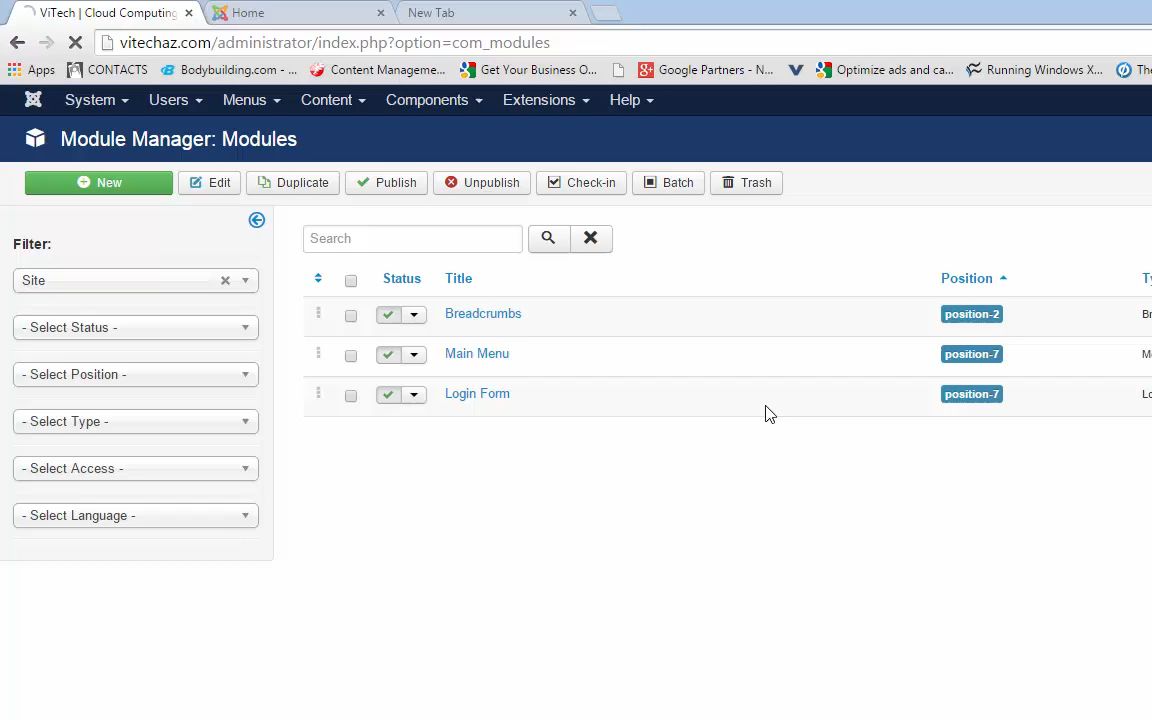 ViTech | Cloud Computing
Home
New Tab
vitechaz.com/administrator/index.php?option=com_modules
Apps CONTACTS Bodybuilding.com - ... Content Manageme... Get Your Business O... Google Partners - N... Optimize ads and ca... Running Windows X... The
System Users Menus Content Components Extensions Help
Module Manager: Modules
New Edit Duplicate Publish Unpublish Check-in Batch Trash
Filter:
Search
Site
Status Title Position Ty
- Select Status -
Breadcrumbs position-2 Br
- Select Position -
Main Menu position-7 M
- Select Type -
Login Form position-7 Lo
- Select Access -
- Select Language -